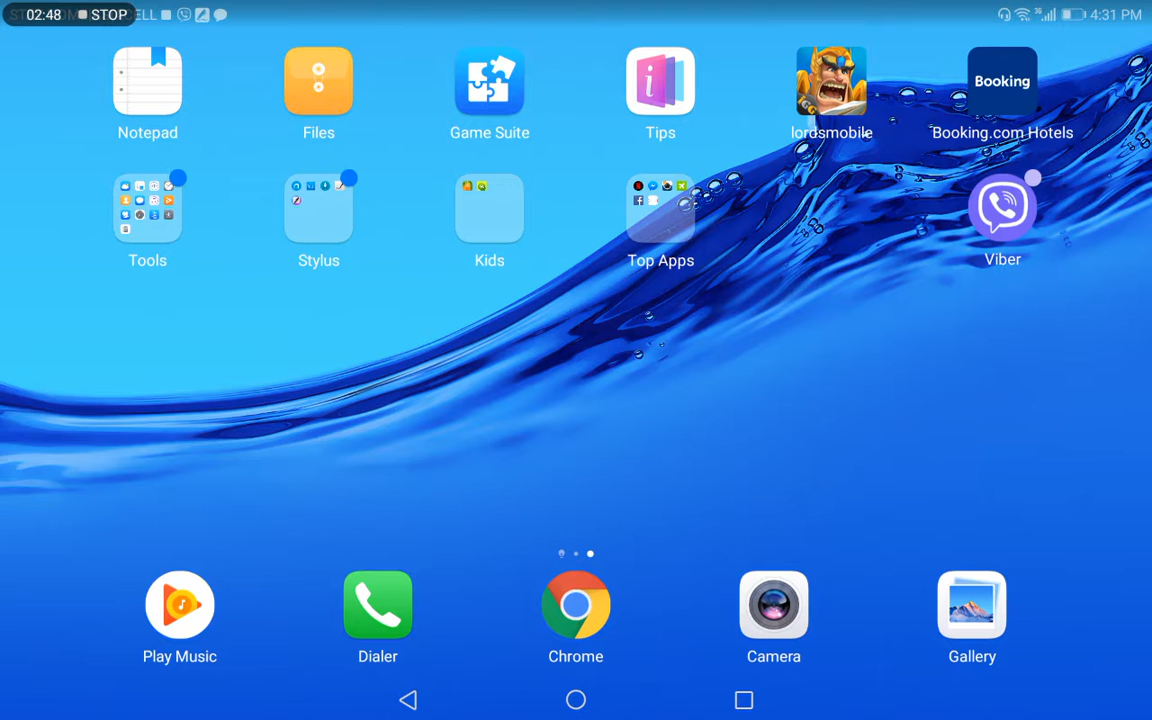 02:48 STOP ELL 4:31 PM
Booking
Notepad Files Game Suite Tips lordsmobile Booking.com Hotels
Tools Stylus Kids Top Apps Viber
Play Music Dialer Chrome Camera Gallery